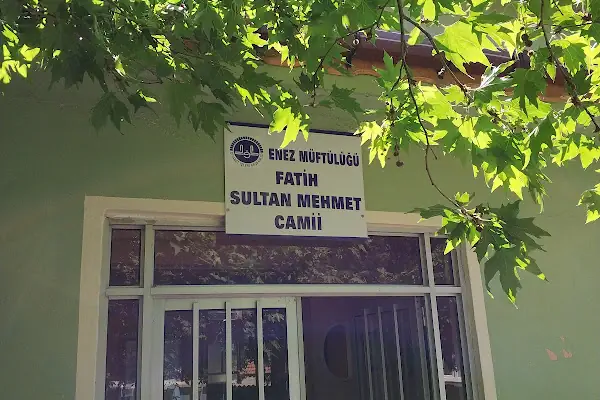 ENEZ MÜFTÜLÜĞÜ
FATİH
SULTAN MEHMET
CAMİİ